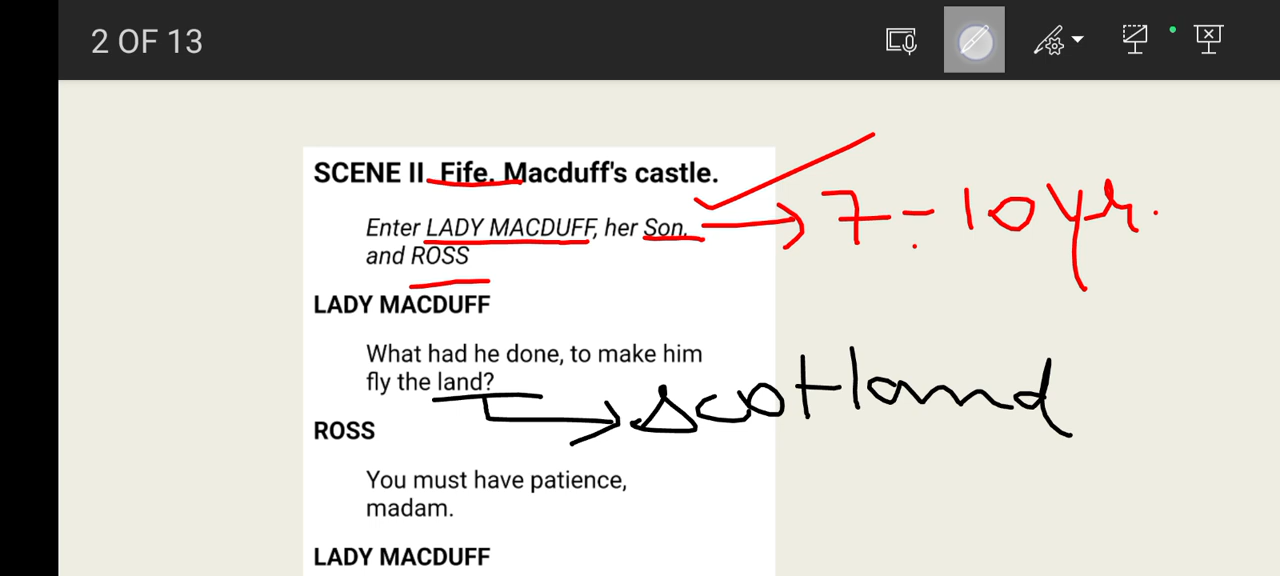 2 OF 13
SCENE II. Fife. Macduff's castle.
Enter LADY MACDUFF, her Son, → 7-10 yr.
and ROSS
LADY MACDUFF
What had he done, to make him
fly the land? → Scotland
ROSS
You must have patience,
madam.
LADY MACDUFF